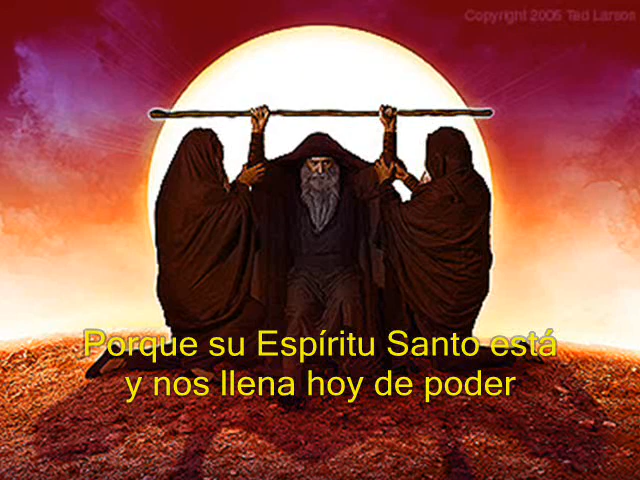 Copyright 2005 Ted Larson
Porque su Espíritu Santo está
y nos llena hoy de poder